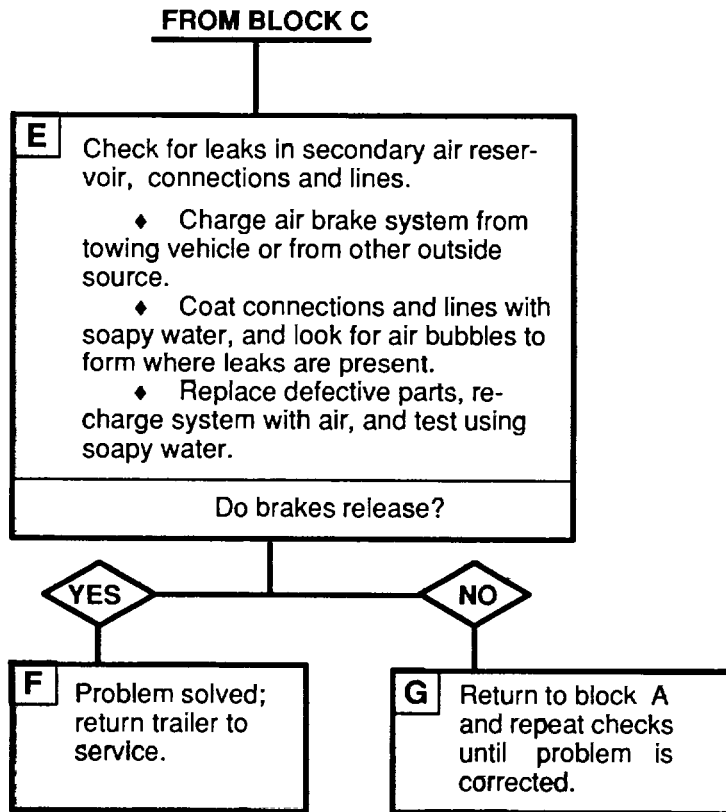 FROM BLOCK C
E
Check for leaks in secondary air reser-
voir, connections and lines.
♦ Charge air brake system from
towing vehicle or from other outside
source.
♦ Coat connections and lines with
soapy water, and look for air bubbles to
form where leaks are present.
♦ Replace defective parts, re-
charge system with air, and test using
soapy water.
Do brakes release?
YES
NO
F
Problem solved;
return trailer to
service.
G
Return to block A
and repeat checks
until problem is
corrected.